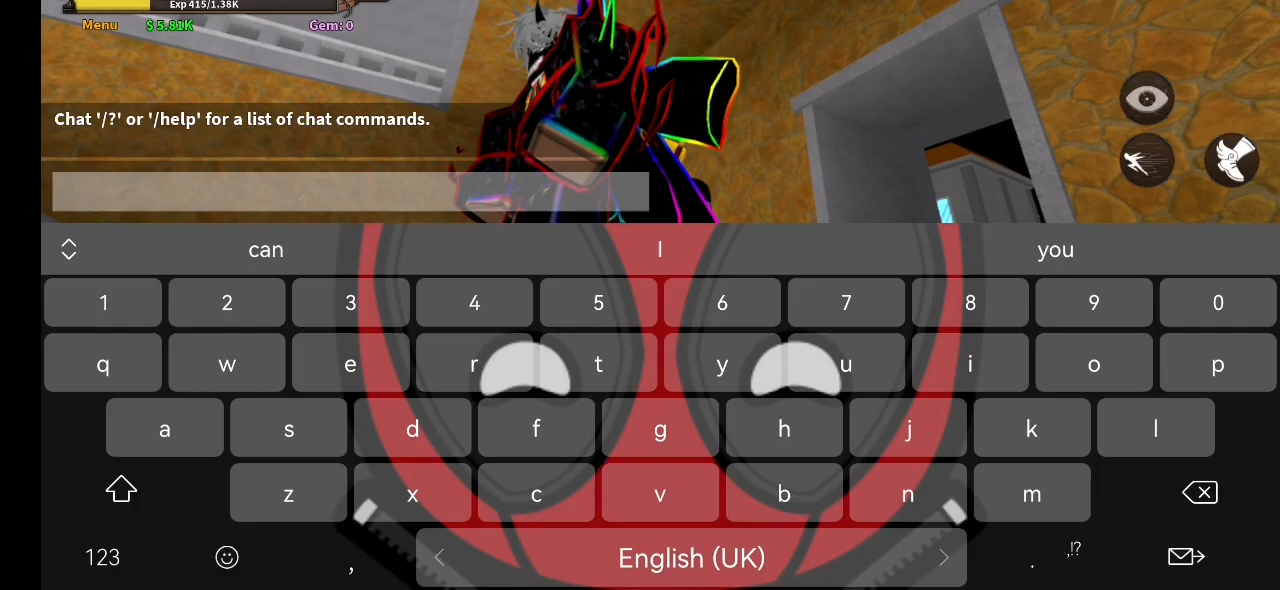 Exp 415/1.38K
Menu $ 5.81K Gem: 0
Chat '/?' or '/help' for a list of chat commands.
can I you
1 2 3 4 5 6 7 8 9 0
q w e r t y u i o p
a s d f g h j k l
z x c v b n m
123 , English (UK) . ,!?